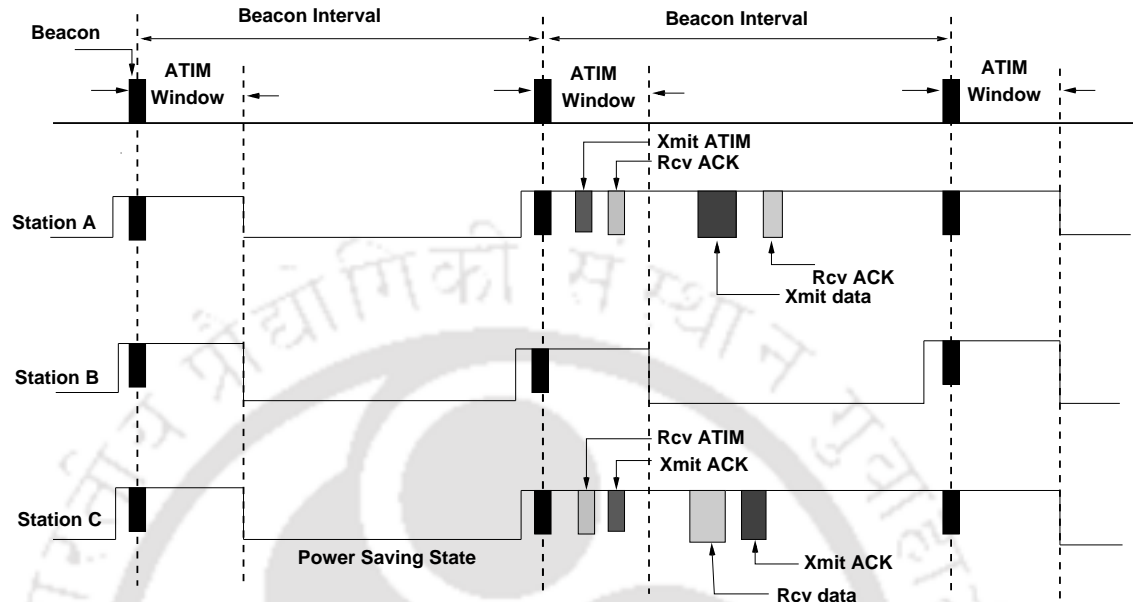 Beacon Interval
Beacon Interval
Beacon
ATIM
Window
ATIM
Window
ATIM
Window
Xmit ATIM
Rcv ACK
Station A
Rcv ACK
Xmit data
Station B
Rcv ATIM
Xmit ACK
Station C
Power Saving State
Xmit ACK
Rcv data